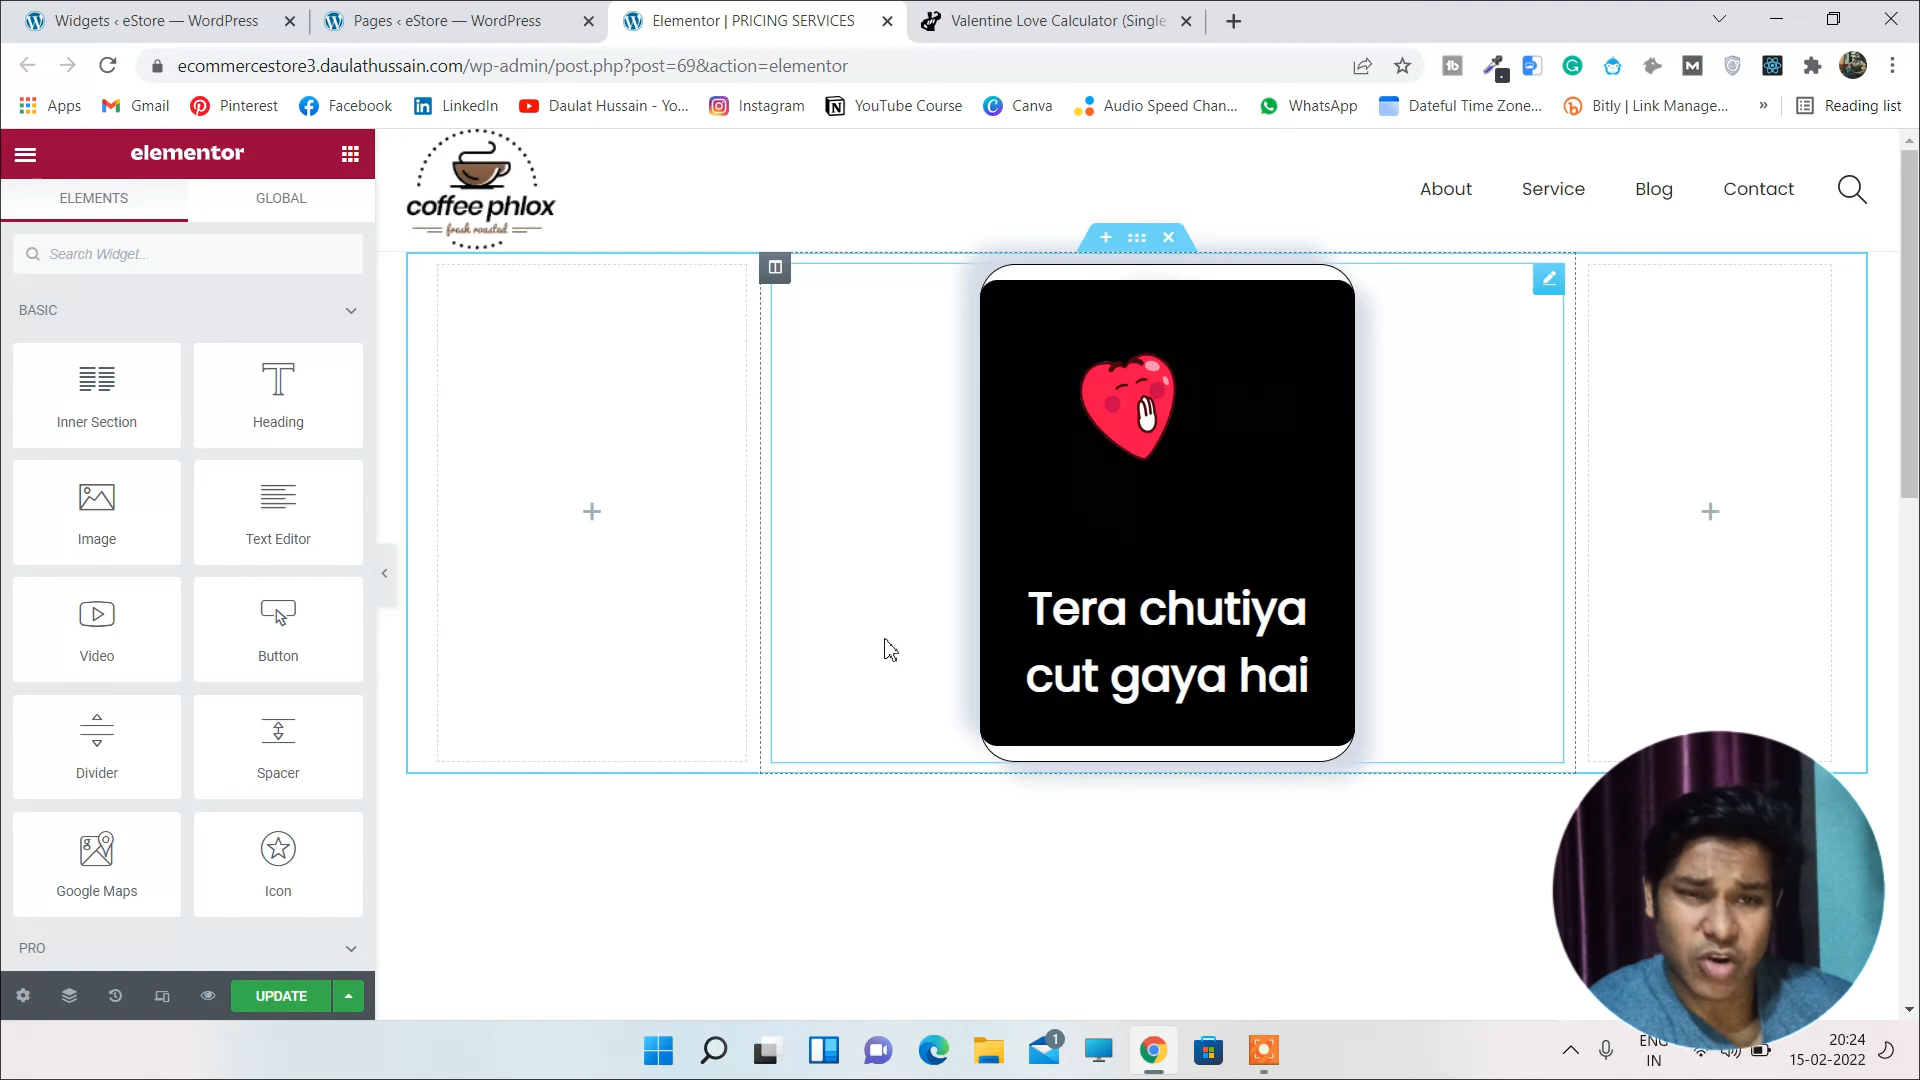 Widgets ‹ eStore — WordPress
Pages ‹ eStore — WordPress
Elementor | PRICING SERVICES
Valentine Love Calculator (Single
ecommercestore3.daulathussain.com/wp-admin/post.php?post=69&action=elementor
Apps
Gmail
Pinterest
Facebook
LinkedIn
Daulat Hussain - Yo...
Instagram
YouTube Course
Canva
Audio Speed Chan...
WhatsApp
Dateful Time Zone...
Bitly | Link Manage...
»
Reading list
elementor
ELEMENTS
GLOBAL
Search Widget...
BASIC
Inner Section
Heading
Image
Text Editor
Video
Button
Divider
Spacer
Google Maps
Icon
PRO
UPDATE
coffee phlox
fresh roasted
About
Service
Blog
Contact
Tera chutiya
cut gaya hai
1
ENG
IN
20:24
15-02-2022